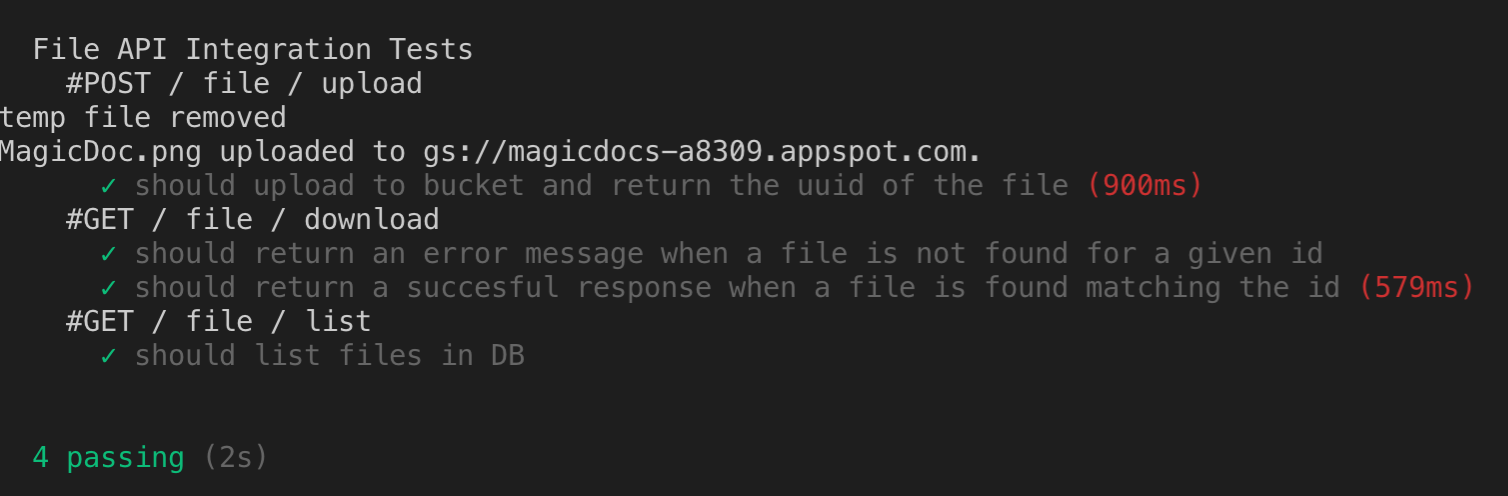 File API Integration Tests
#POST / file / upload
temp file removed
MagicDoc.png uploaded to gs://magicdocs-a8309.appspot.com.
✓ should upload to bucket and return the uuid of the file (900ms)
#GET / file / download
✓ should return an error message when a file is not found for a given id
✓ should return a succesful response when a file is found matching the id (579ms)
#GET / file / list
✓ should list files in DB
4 passing (2s)